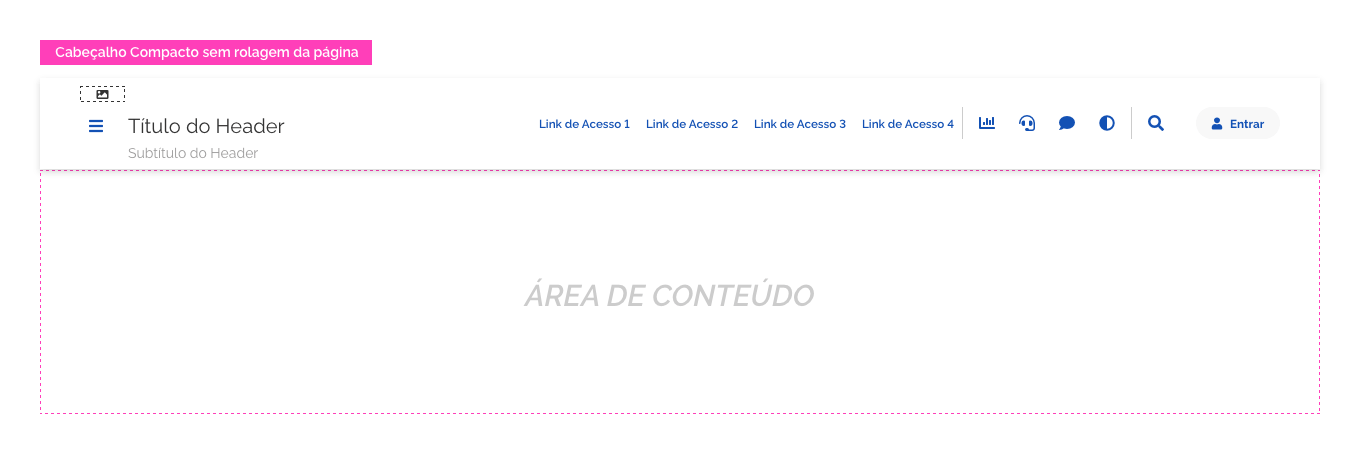 Cabeçalho Compacto sem rolagem da página
Título do Header
Subtítulo do Header
Link de Acesso 1 Link de Acesso 2 Link de Acesso 3 Link de Acesso 4
Entrar
ÁREA DE CONTEÚDO